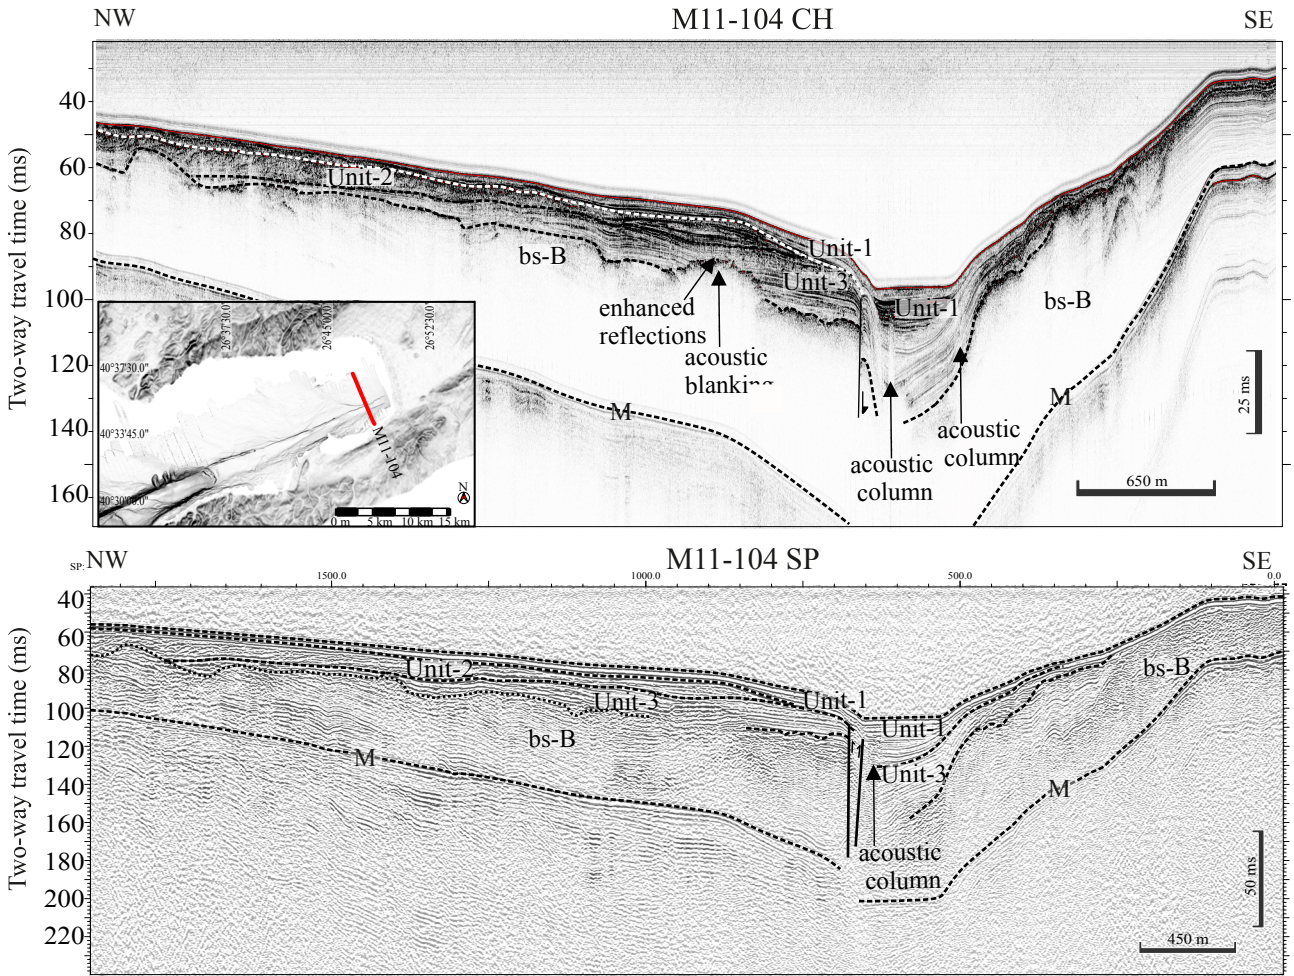 NW
M11-104 CH
SE
Two-way travel time (ms)
40
60
80
100
120
140
160
Unit-2
bs-B
Unit-1
Unit-3
Unit-1
bs-B
enhanced
reflections
acoustic
blanking
M
M
acoustic
column
acoustic
column
25 ms
650 m
26°37'30.0"
26°45'00.0"
26°52'30.0"
40°37'30.0"
40°33'45.0"
40°30'00.0"
M11-104
N
0 m 5 km 10 km 15 km
SP:
NW
M11-104 SP
SE
1500.0
1000.0
500.0
0.0
Two-way travel time (ms)
40
60
80
100
120
140
160
180
200
220
Unit-2
Unit-3
Unit-1
Unit-1
Unit-3
bs-B
bs-B
M
M
acoustic
column
50 ms
450 m